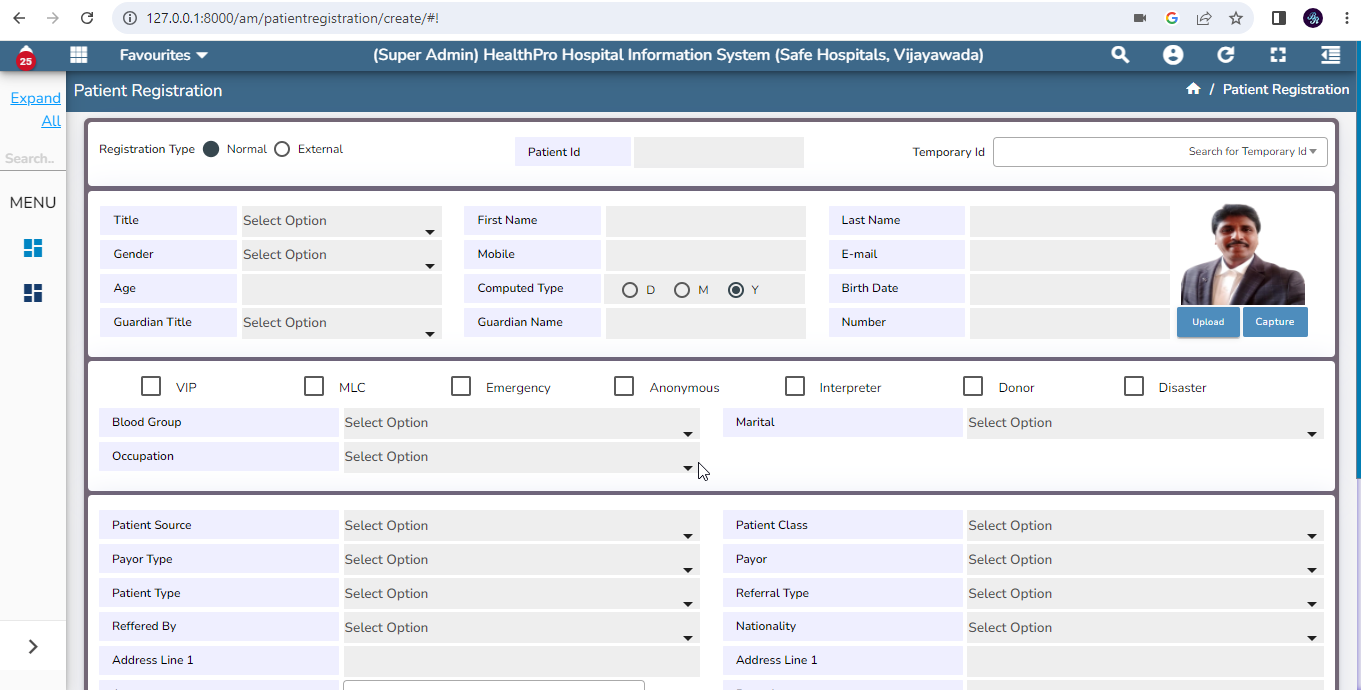 127.0.0.1:8000/am/patientregistration/create/#!
25
Favourites
(Super Admin) HealthPro Hospital Information System (Safe Hospitals, Vijayawada)
Expand
All
Search..
MENU
Patient Registration
/ Patient Registration
Registration Type Normal External
Patient Id
Temporary Id Search for Temporary Id
Title Select Option First Name Last Name
Gender Select Option Mobile E-mail
Age Computed Type D M Y Birth Date
Guardian Title Select Option Guardian Name Number
Upload Capture
VIP MLC Emergency Anonymous Interpreter Donor Disaster
Blood Group Select Option Marital Select Option
Occupation Select Option
Patient Source Select Option Patient Class Select Option
Payor Type Select Option Payor Select Option
Patient Type Select Option Referral Type Select Option
Reffered By Select Option Nationality Select Option
Address Line 1 Address Line 1